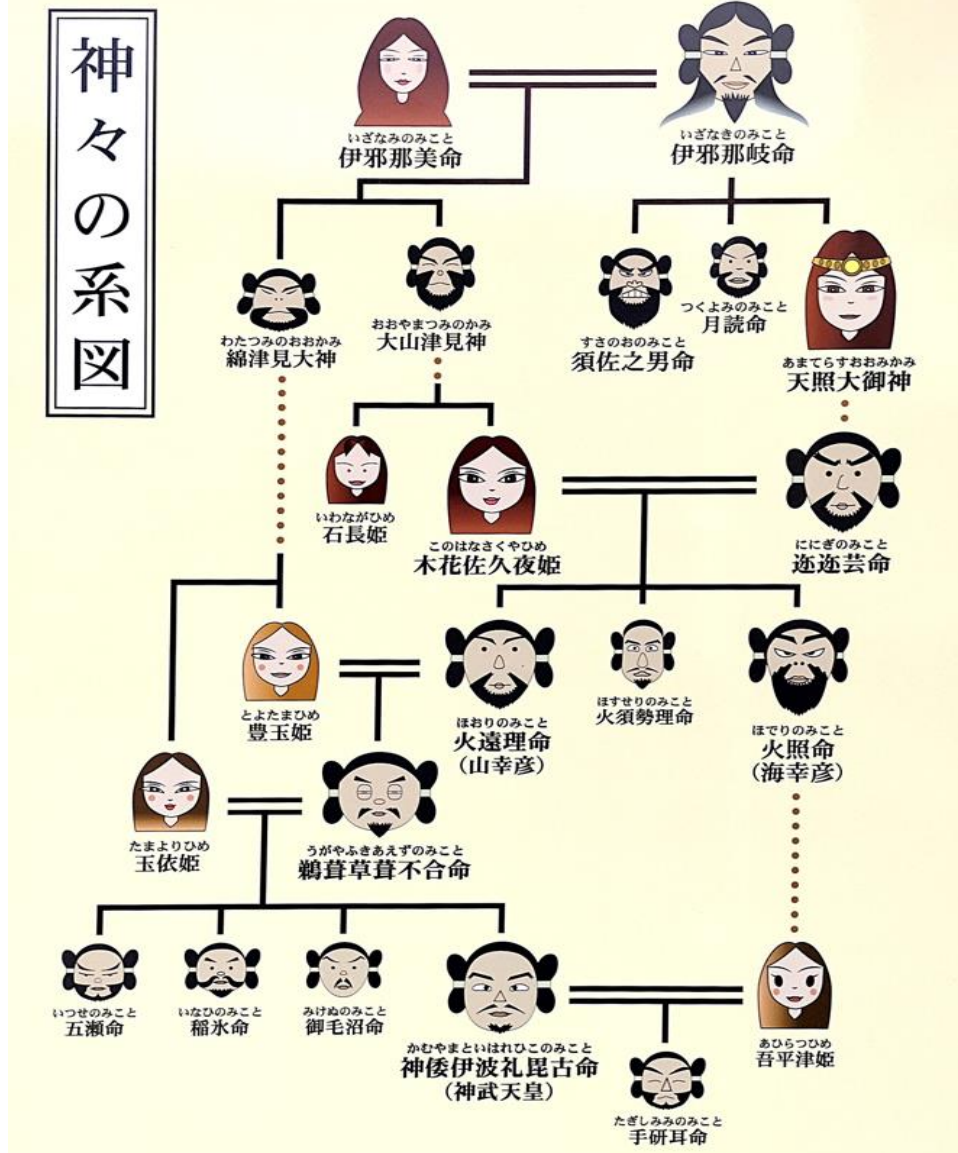 神々の系図
いざなみのみこと
伊邪那美命
いざなきのみこと
伊邪那岐命
わたつみのおおかみ
綿津見大神
おおやまつみのかみ
大山津見神
すさのおのみこと
須佐之男命
つくよみのみこと
月読命
あまてらすおおみかみ
天照大御神
いわながひめ
石長姫
このはなさくやひめ
木花佐久夜姫
ににぎのみこと
迩迩芸命
とよたまひめ
豊玉姫
ほおりのみこと
火遠理命
(山幸彦)
ほすせりのみこと
火須勢理命
ほでりのみこと
火照命
(海幸彦)
たまよりひめ
玉依姫
うがやふきあえずのみこと
鵜葺草葺不合命
いつせのみこと
五瀬命
いなひのみこと
稲氷命
みけぬのみこと
御毛沼命
かむやまといはれひこのみこと
神倭伊波礼毘古命
(神武天皇)
あひらつひめ
吾平津姫
たぎしみみのみこと
手研耳命